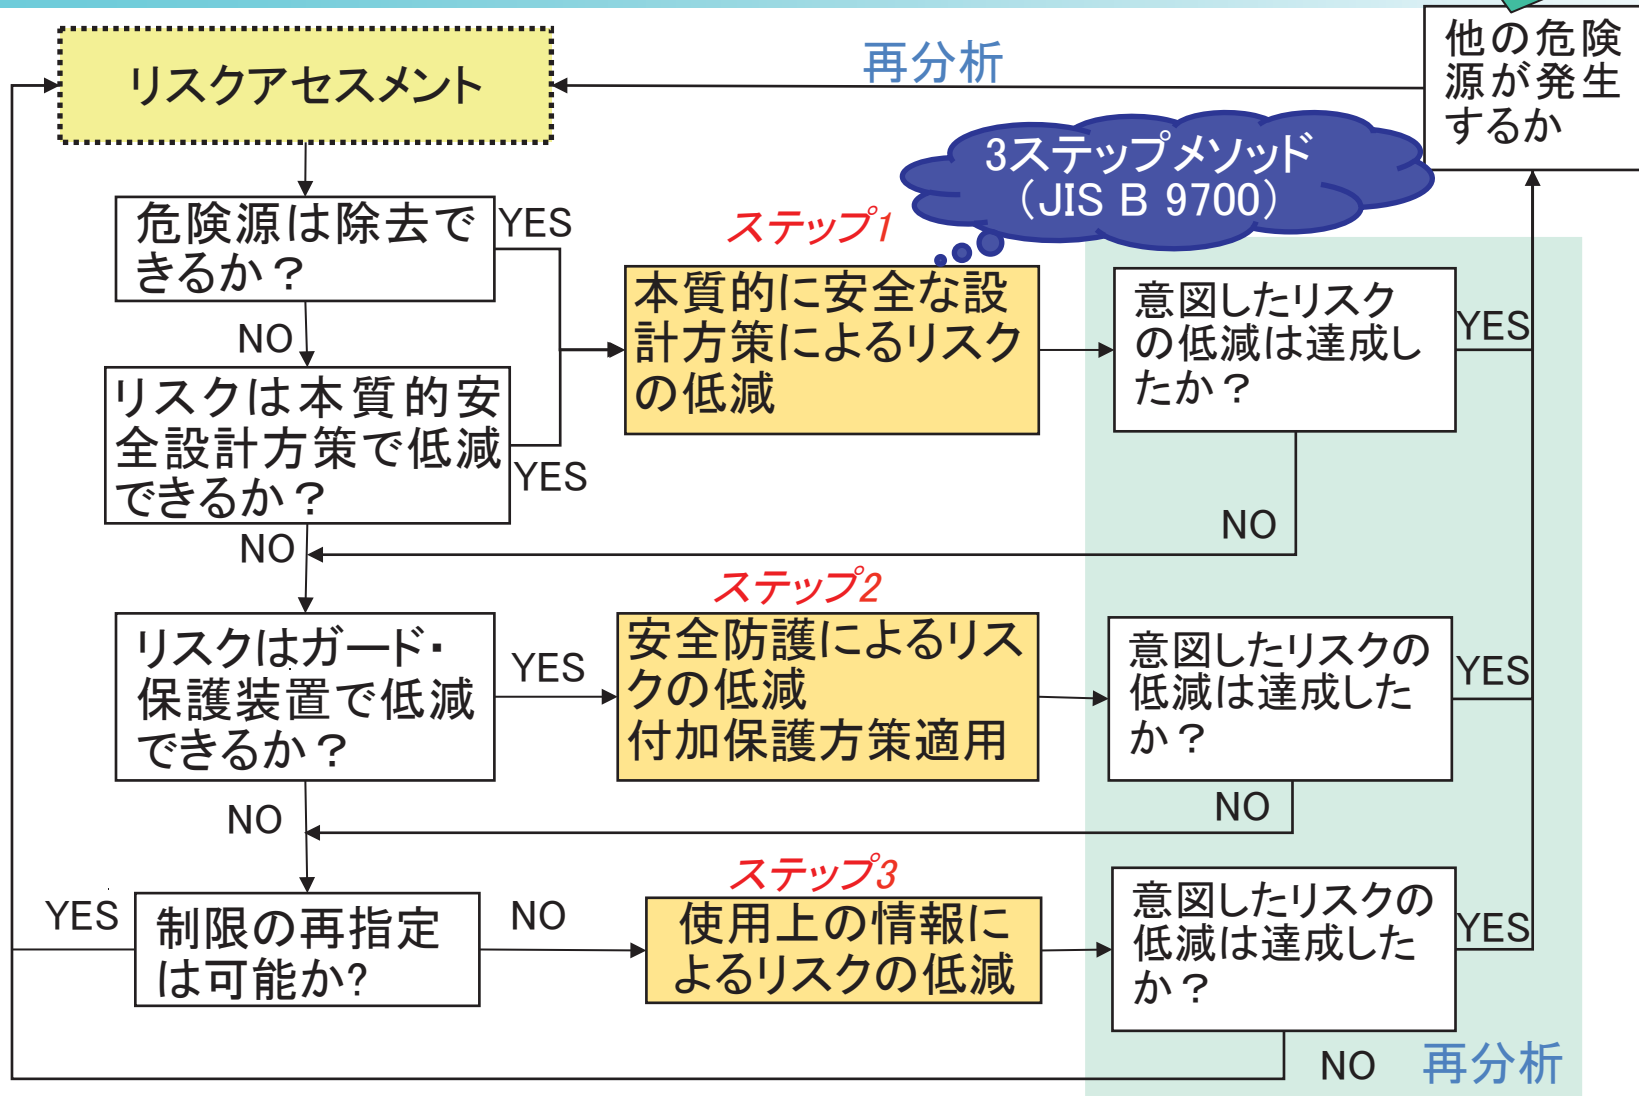 再分析
他の危険
源が発生
するか
リスクアセスメント
3ステップメソッド
（JIS B 9700）
危険源は除去で
きるか？
YES
NO
ステップ1
本質的に安全な設
計方策によるリスク
の低減
意図したリスク
の低減は達成し
たか？
YES
NO
リスクは本質的安
全設計方策で低減
できるか？
YES
NO
ステップ2
リスクはガード・
保護装置で低減
できるか？
YES
NO
安全防護によるリス
クの低減
付加保護方策適用
意図したリスクの
低減は達成した
か？
YES
NO
ステップ3
YES
制限の再指定
は可能か?
NO
使用上の情報に
よるリスクの低減
意図したリスクの
低減は達成した
か？
YES
NO
再分析